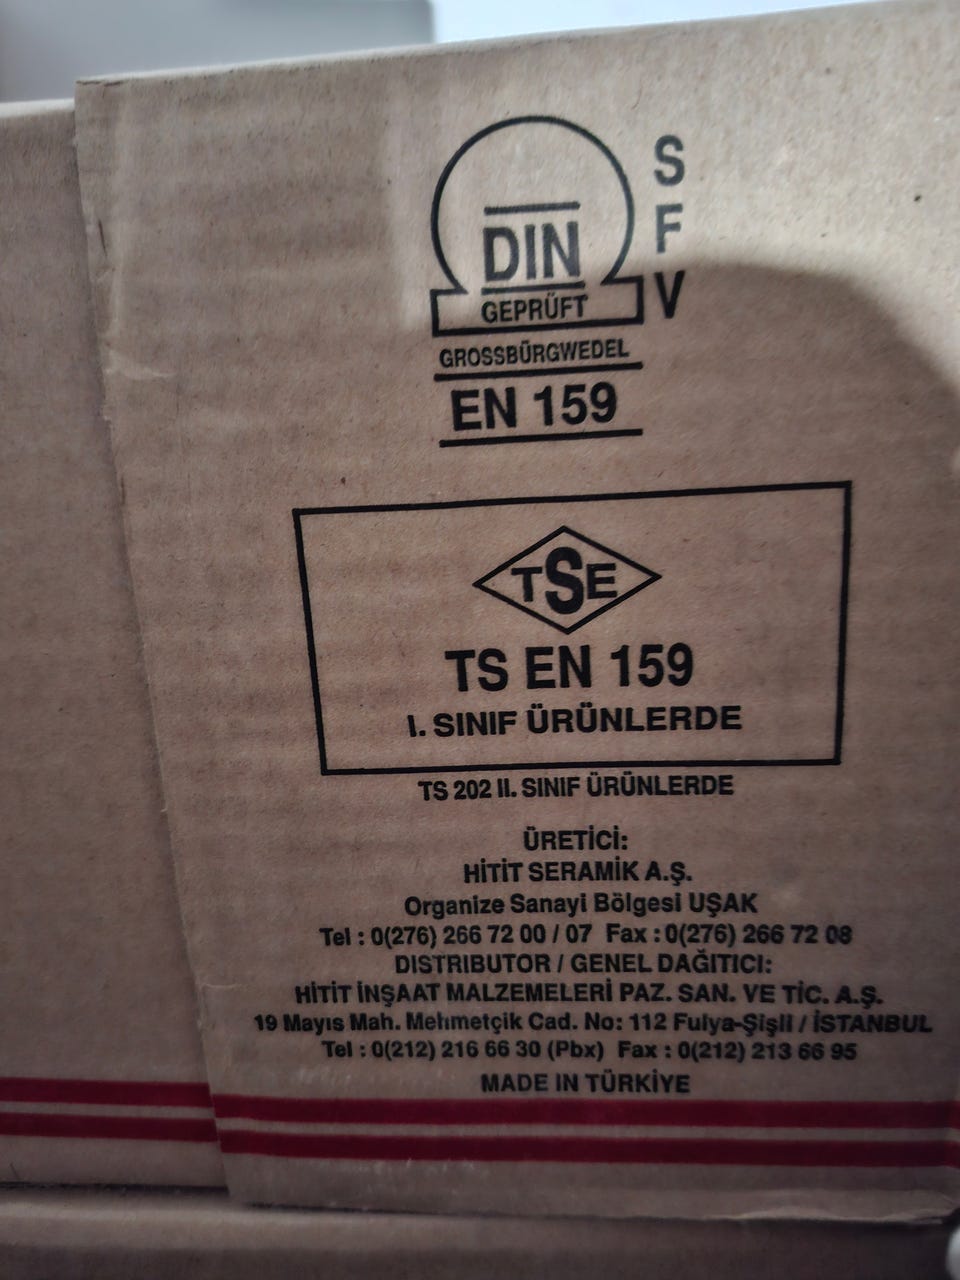 DIN
GEPRÜFT
S
F
V
GROSSBÜRGWEDEL
EN 159
TSE
TS EN 159
I. SINIF ÜRÜNLERDE
TS 202 II. SINIF ÜRÜNLERDE
ÜRETİCİ:
HİTİT SERAMİK A.Ş.
Organize Sanayi Bölgesi UŞAK
Tel : 0(276) 266 72 00 / 07 Fax : 0(276) 266 72 08
DISTRIBUTOR / GENEL DAĞITICI:
HİTİT İNŞAAT MALZEMELERİ PAZ. SAN. VE TİC. A.Ş.
19 Mayıs Mah. Mehmetçik Cad. No: 112 Fulya-Şişli / İSTANBUL
Tel : 0(212) 216 66 30 (Pbx) Fax : 0(212) 213 66 95
MADE IN TÜRKİYE